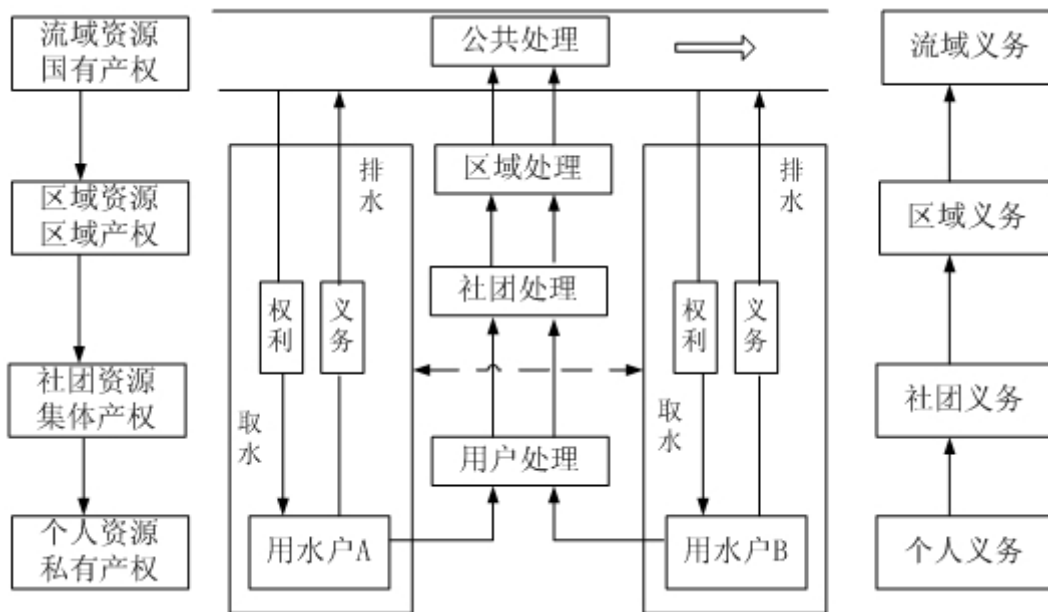 流域资源
国有产权
公共处理
流域义务
排水
区域处理
排水
区域资源
区域产权
区域义务
社团处理
权利
义务
权利
义务
社团资源
集体产权
社团义务
取水
取水
用户处理
个人资源
私有产权
用水户A
用水户B
个人义务